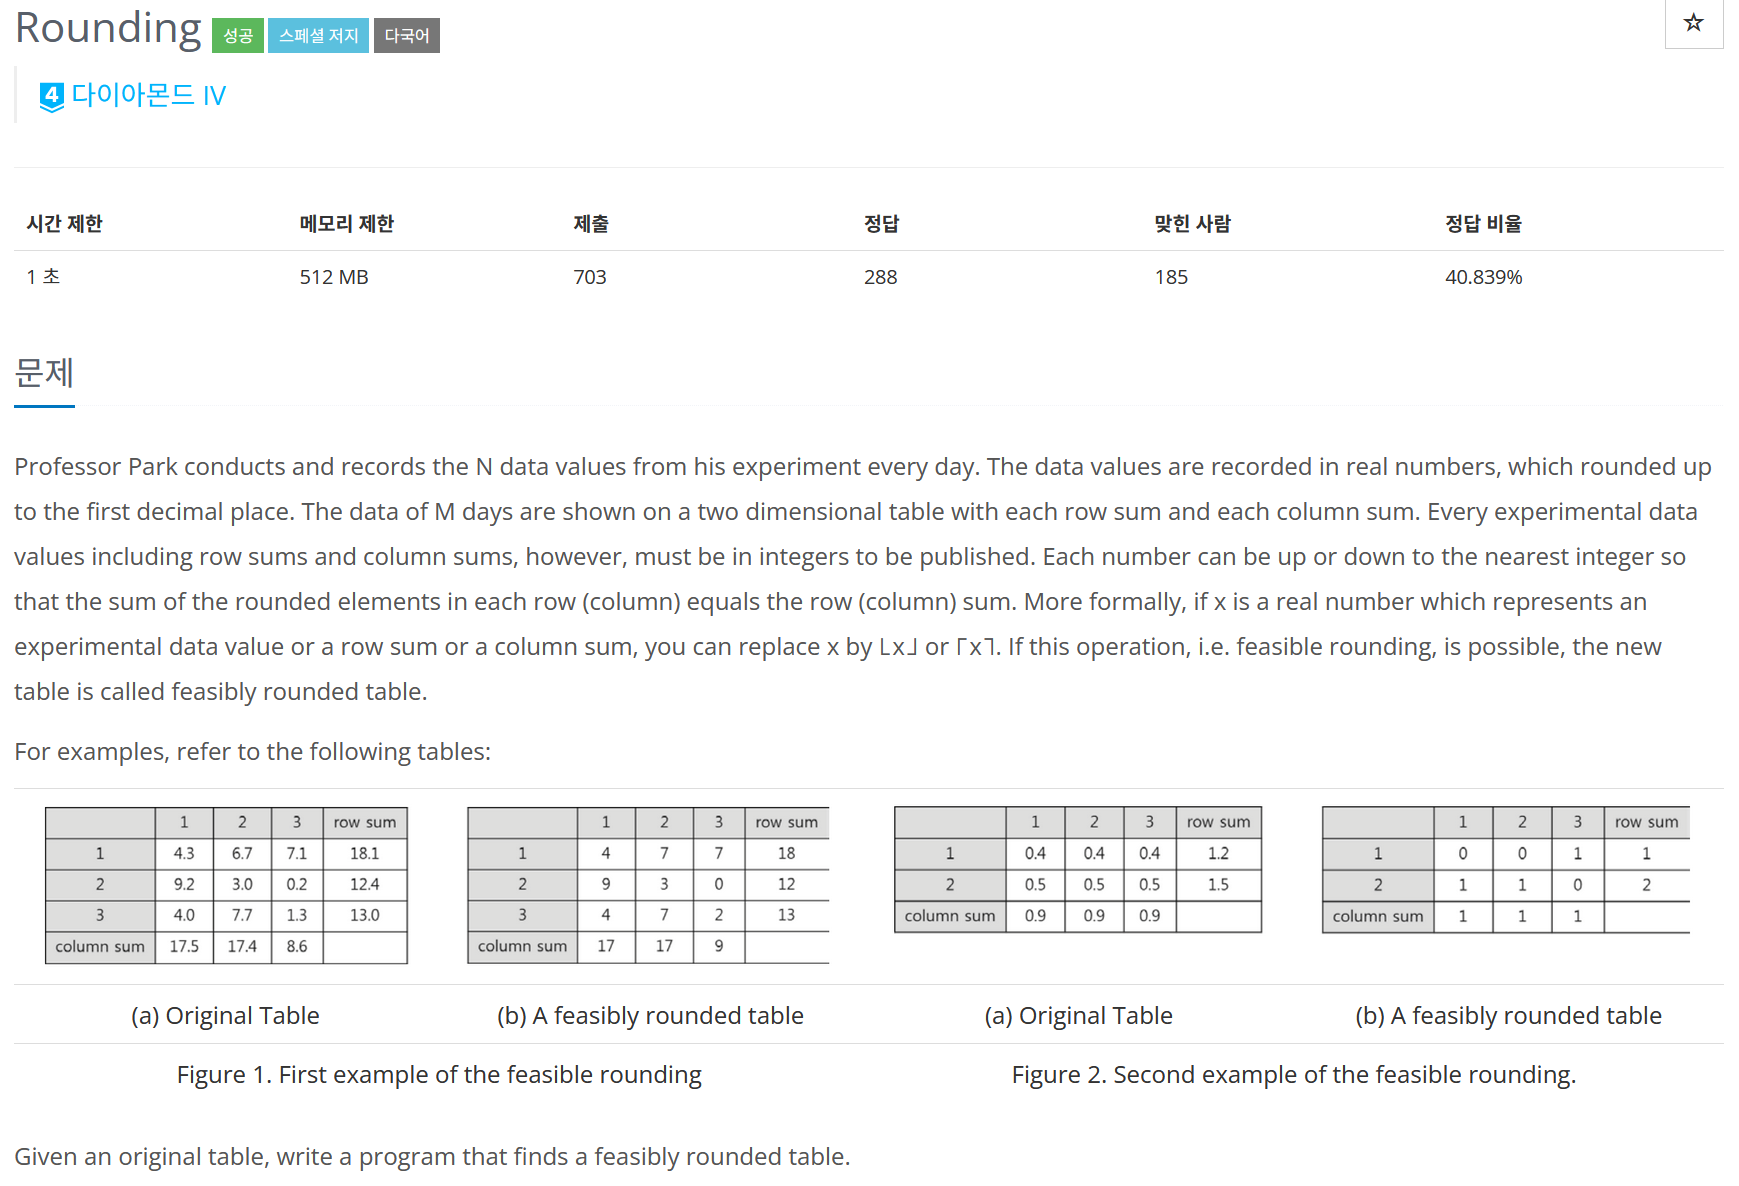 Rounding 성공 스페셜 저지 다국어
☆
4 다이아몬드 IV
시간 제한 메모리 제한 제출 정답 맞힌 사람 정답 비율
1 초 512 MB 703 288 185 40.839%
문제
Professor Park conducts and records the N data values from his experiment every day. The data values are recorded in real numbers, which rounded up
to the first decimal place. The data of M days are shown on a two dimensional table with each row sum and each column sum. Every experimental data
values including row sums and column sums, however, must be in integers to be published. Each number can be up or down to the nearest integer so
that the sum of the rounded elements in each row (column) equals the row (column) sum. More formally, if x is a real number which represents an
experimental data value or a row sum or a column sum, you can replace x by ⌊x⌋ or ⌈x⌉. If this operation, i.e. feasible rounding, is possible, the new
table is called feasibly rounded table.
For examples, refer to the following tables:
1 2 3 row sum
1 4.3 6.7 7.1 18.1
2 9.2 3.0 0.2 12.4
3 4.0 7.7 1.3 13.0
column sum 17.5 17.4 8.6
1 2 3 row sum
1 4 7 7 18
2 9 3 0 12
3 4 7 2 13
column sum 17 17 9
1 2 3 row sum
1 0.4 0.4 0.4 1.2
2 0.5 0.5 0.5 1.5
column sum 0.9 0.9 0.9
1 2 3 row sum
1 0 0 1 1
2 1 1 0 2
column sum 1 1 1
(a) Original Table (b) A feasibly rounded table (a) Original Table (b) A feasibly rounded table
Figure 1. First example of the feasible rounding Figure 2. Second example of the feasible rounding.
Given an original table, write a program that finds a feasibly rounded table.